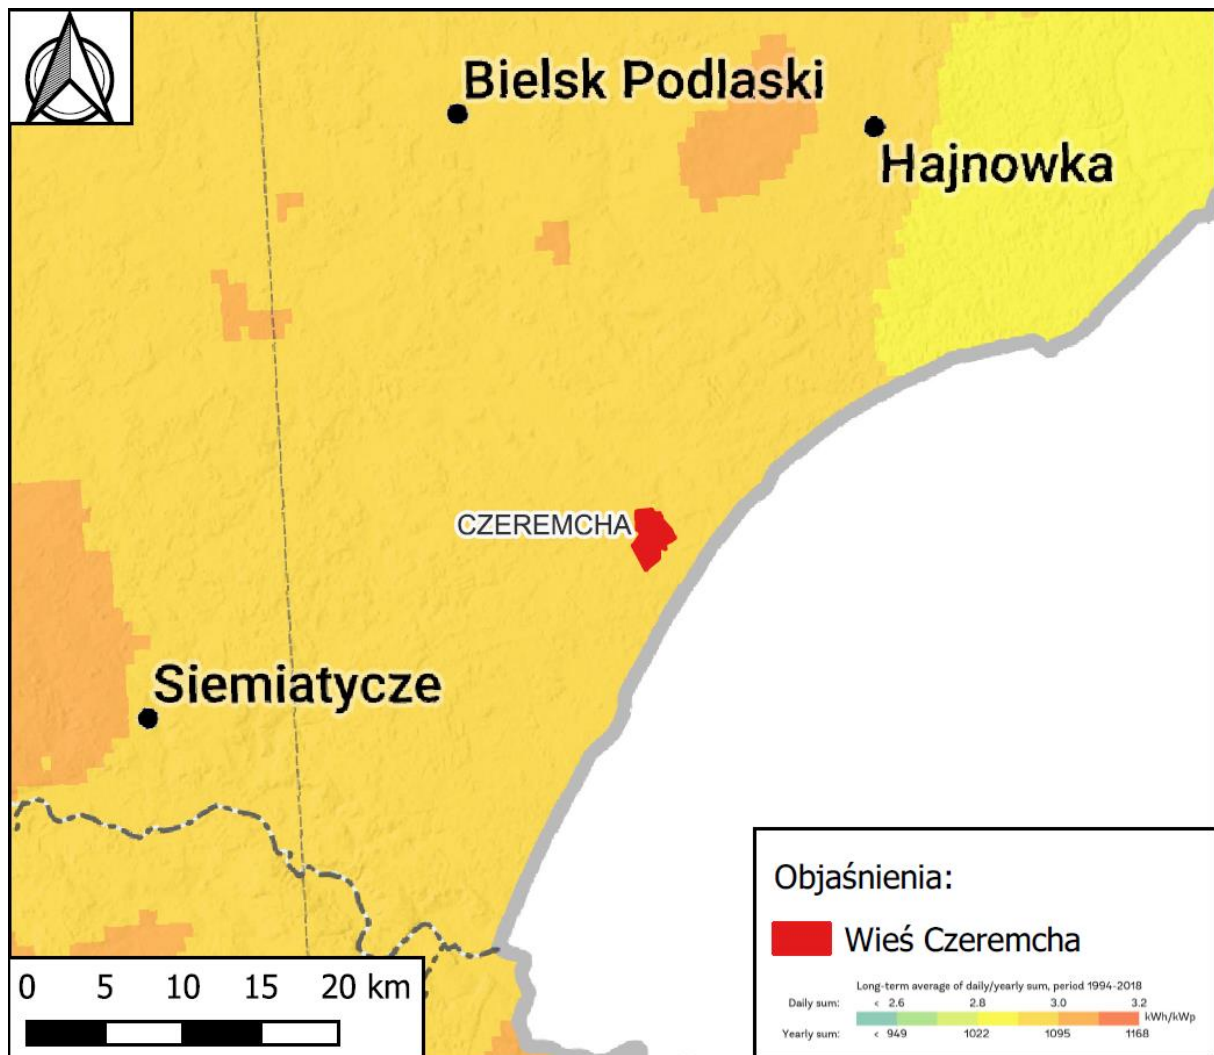 Bielsk Podlaski
Hajnowka
CZEREMCHA
Siemiatycze
0 5 10 15 20 km
Objaśnienia:
Wieś Czeremcha
Long-term average of daily/yearly sum, period 1994-2018
Daily sum: < 2.6 2.8 3.0 3.2
kWh/kWp
Yearly sum: < 949 1022 1095 1168